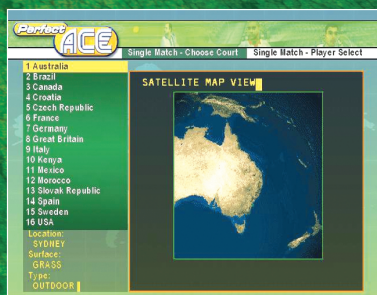 Perfect
ACE
Single Match - Choose Court
Single Match - Player Select
1 Australia
2 Brazil
3 Canada
4 Croatia
5 Czech Republic
6 France
7 Germany
8 Great Britain
9 Italy
10 Kenya
11 Mexico
12 Morocco
13 Slovak Republic
14 Spain
15 Sweden
16 USA
Location:
SYDNEY
Surface:
GRASS
Type:
OUTDOOR
SATELLITE MAP VIEW